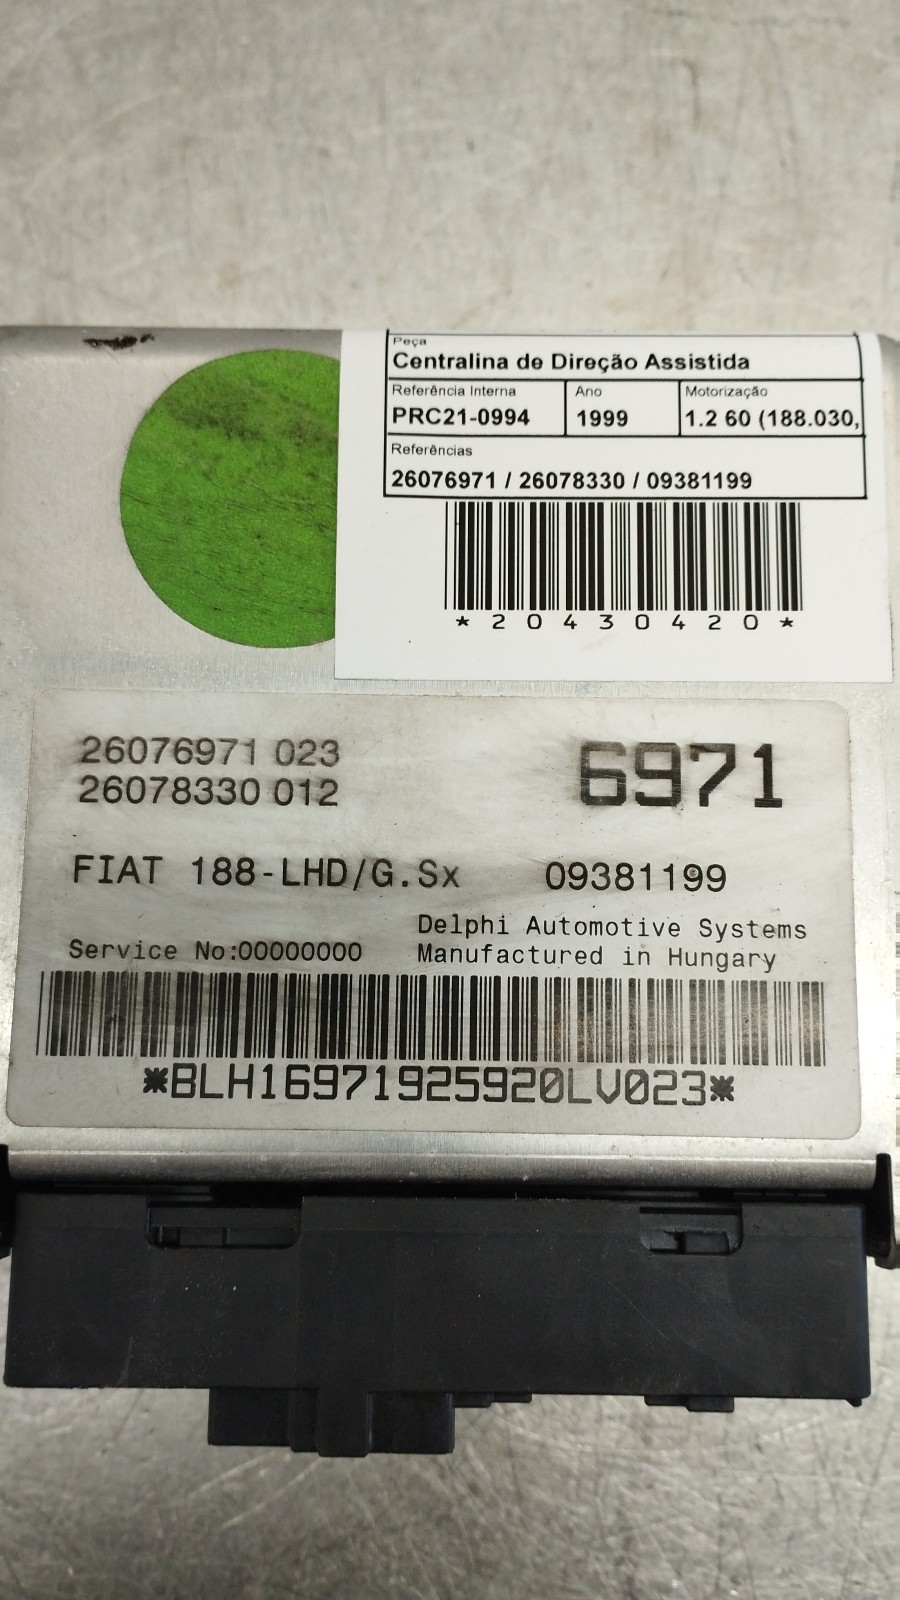 Peça
Centralina de Direção Assistida
Referência Interna Ano Motorização
PRC21-0994 1999 1.2 60 (188.030,
Referências
26076971 / 26078330 / 09381199
*20430420*
26076971 023 6971
26078330 012
FIAT 188-LHD/G.Sx 09381199
Delphi Automotive Systems
Service No:00000000 Manufactured in Hungary
*BLH16971925920LV023*